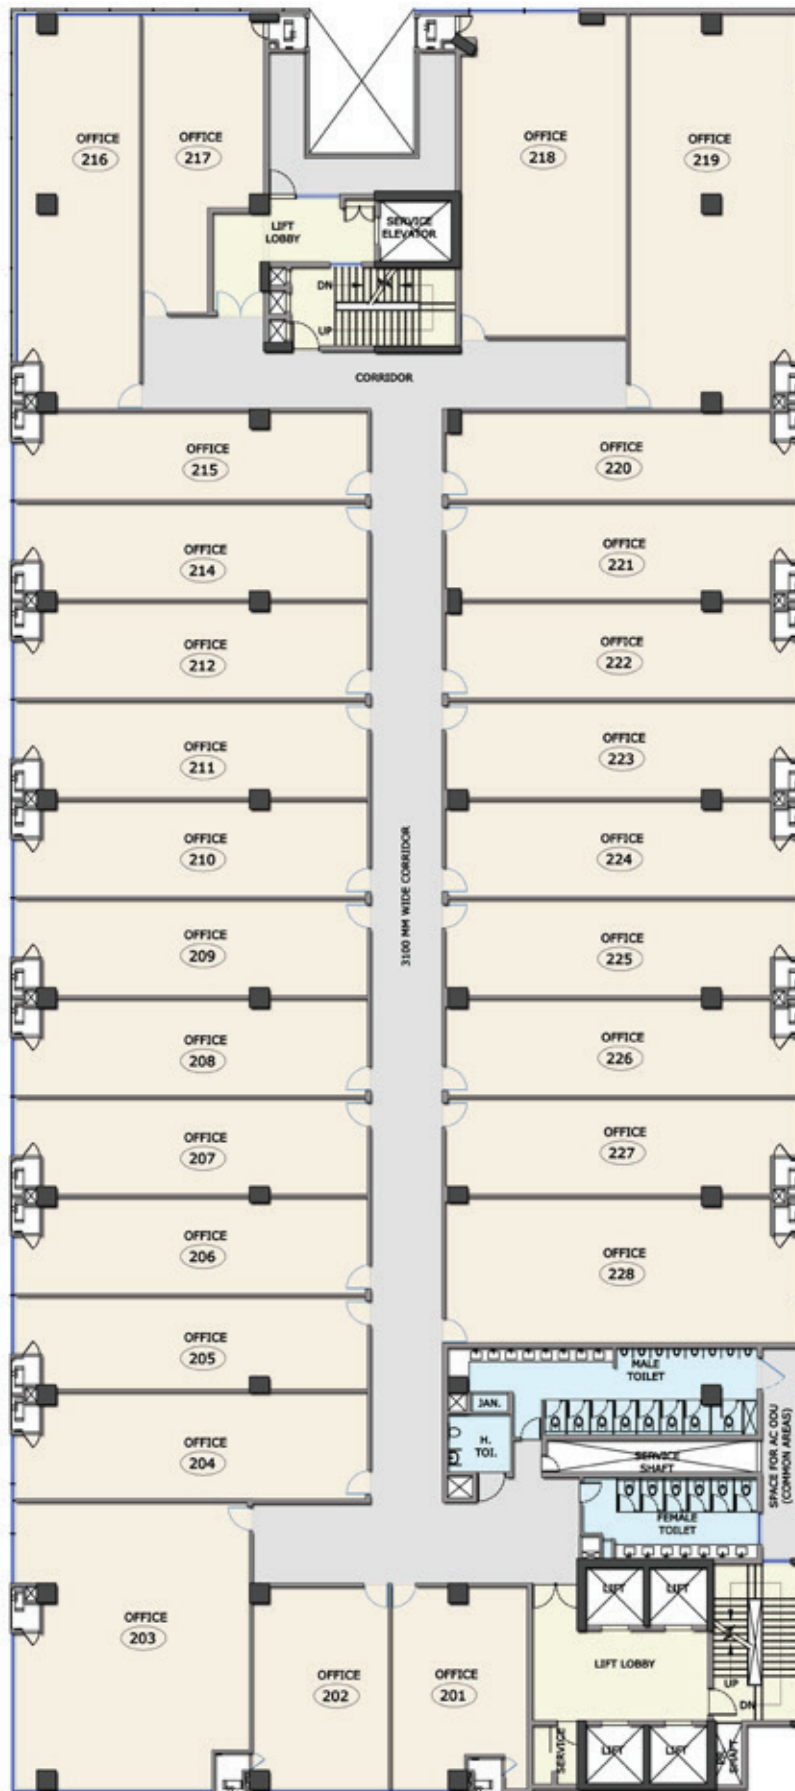 OFFICE
216
OFFICE
217
OFFICE
218
OFFICE
219
LIFT
LOBBY
SERVICE
ELEVATOR
DN
UP
CORRIDOR
OFFICE
215
OFFICE
220
OFFICE
214
OFFICE
221
OFFICE
212
OFFICE
222
OFFICE
211
OFFICE
223
OFFICE
210
OFFICE
224
3100 MM WIDE CORRIDOR
OFFICE
209
OFFICE
225
OFFICE
208
OFFICE
226
OFFICE
207
OFFICE
227
OFFICE
206
OFFICE
228
OFFICE
205
MALE
TOILET
JAN.
H.
TOI.
OFFICE
204
SERVICE
SHAFT
SPACE FOR AC ODU
(COMMON AREAS)
FEMALE
TOILET
LIFT
LIFT
OFFICE
203
OFFICE
202
OFFICE
201
LIFT LOBBY
UP
DN
SERVICE
LIFT
LIFT
SHAFT